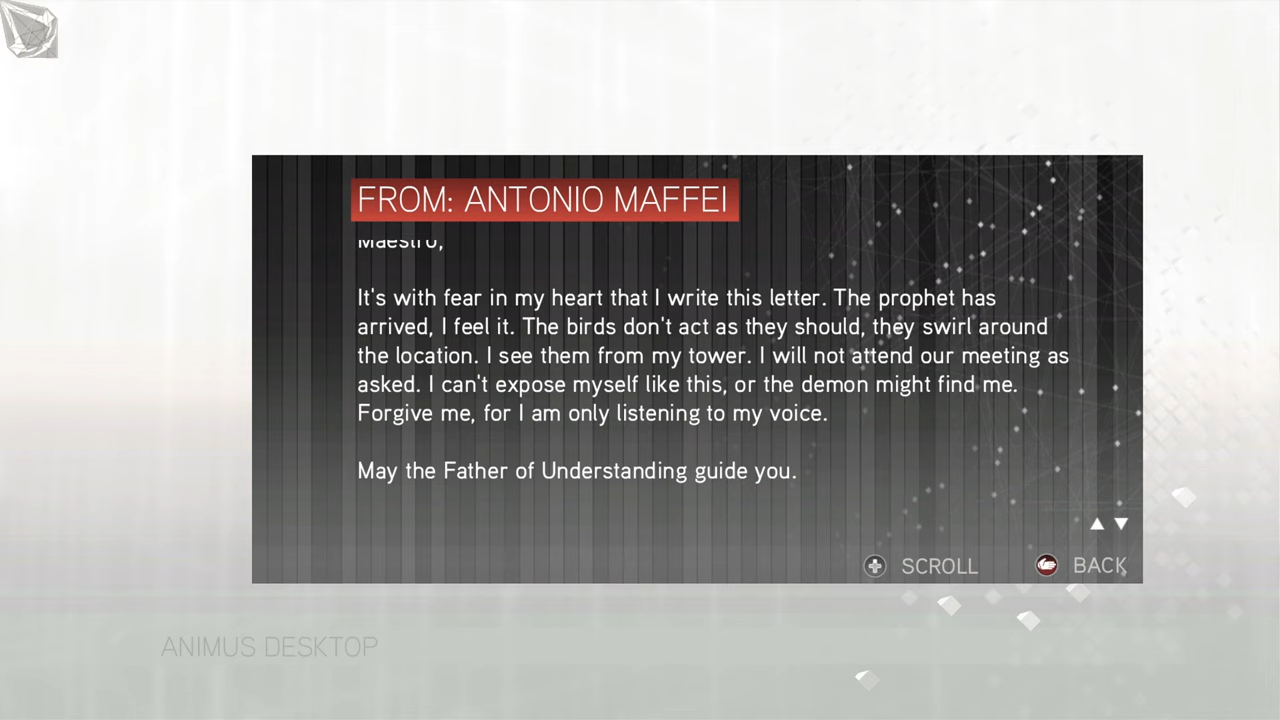 FROM: ANTONIO MAFFEI
Maestro,
It's with fear in my heart that I write this letter. The prophet has
arrived, I feel it. The birds don't act as they should, they swirl around
the location. I see them from my tower. I will not attend our meeting as
asked. I can't expose myself like this, or the demon might find me.
Forgive me, for I am only listening to my voice.
May the Father of Understanding guide you.
SCROLL BACK
ANIMUS DESKTOP